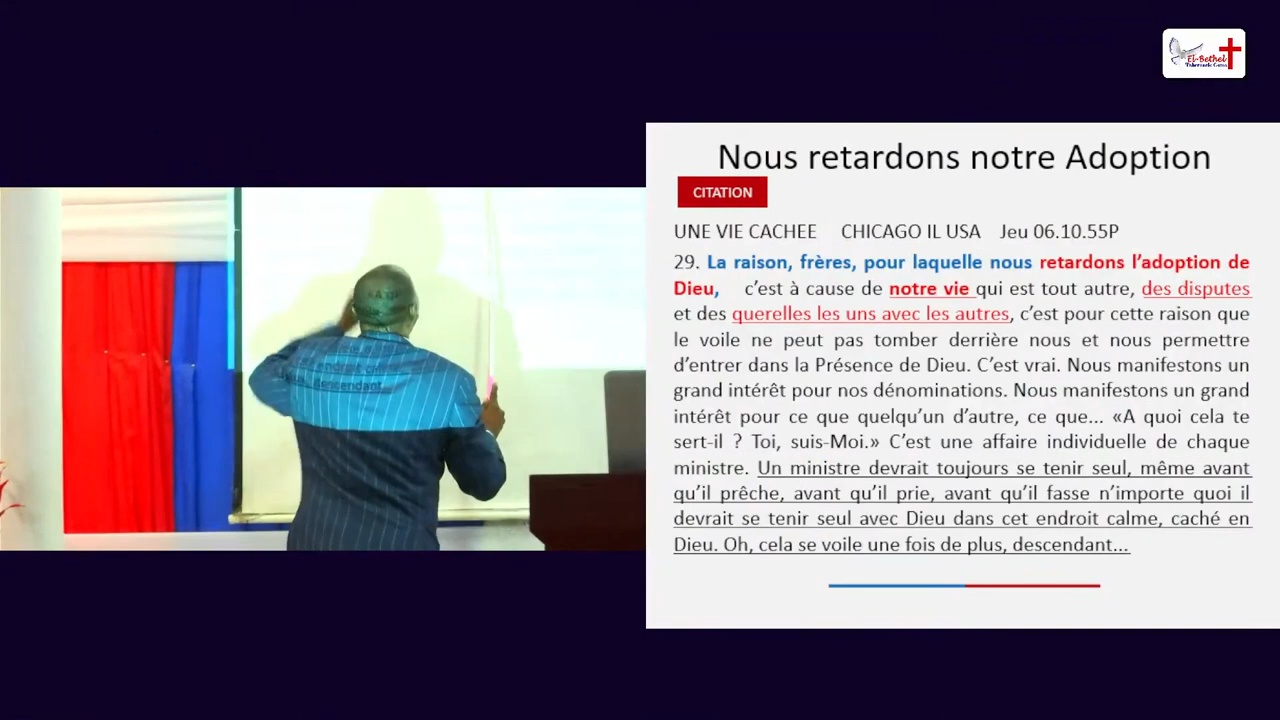 El-Bethel
Nous retardons notre Adoption
CITATION
UNE VIE CACHEE CHICAGO IL USA Jeu 06.10.55P
29. La raison, frères, pour laquelle nous retardons l’adoption de
Dieu, c’est à cause de notre vie qui est tout autre, des disputes
et des querelles les uns avec les autres, c’est pour cette raison que
le voile ne peut pas tomber derrière nous et nous permettre
d’entrer dans la Présence de Dieu. C’est vrai. Nous manifestons un
grand intérêt pour nos dénominations. Nous manifestons un grand
intérêt pour ce que quelqu’un d’autre, ce que... «A quoi cela te
sert-il ? Toi, suis-Moi.» C’est une affaire individuelle de chaque
ministre. Un ministre devrait toujours se tenir seul, même avant
qu’il prêche, avant qu’il prie, avant qu’il fasse n’importe quoi il
devrait se tenir seul avec Dieu dans cet endroit calme, caché en
Dieu. Oh, cela se voile une fois de plus, descendant...
endroit calme
descendant